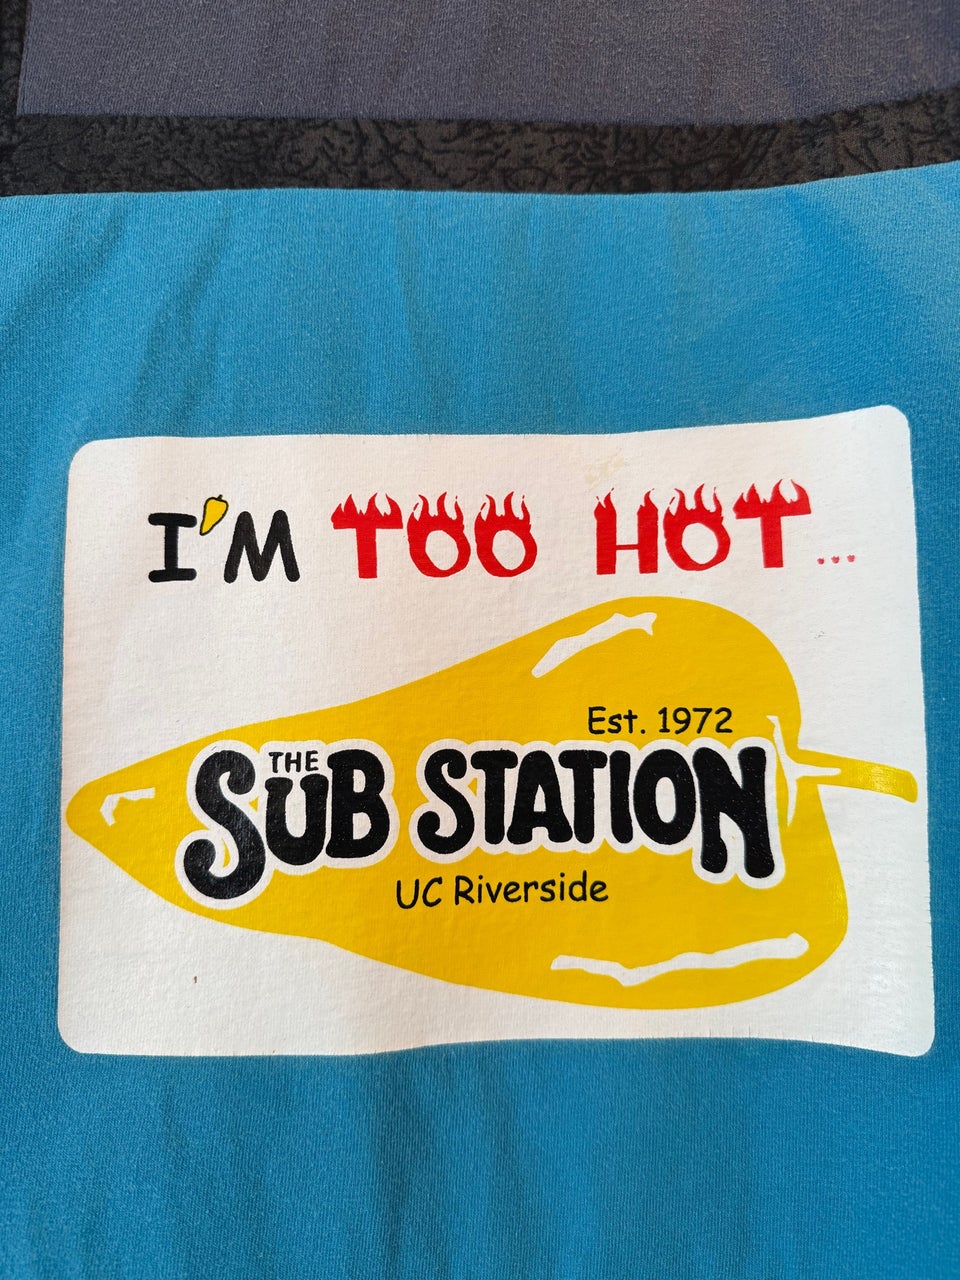 I'M TOO HOT...
Est. 1972
THE
SUB STATION
UC Riverside